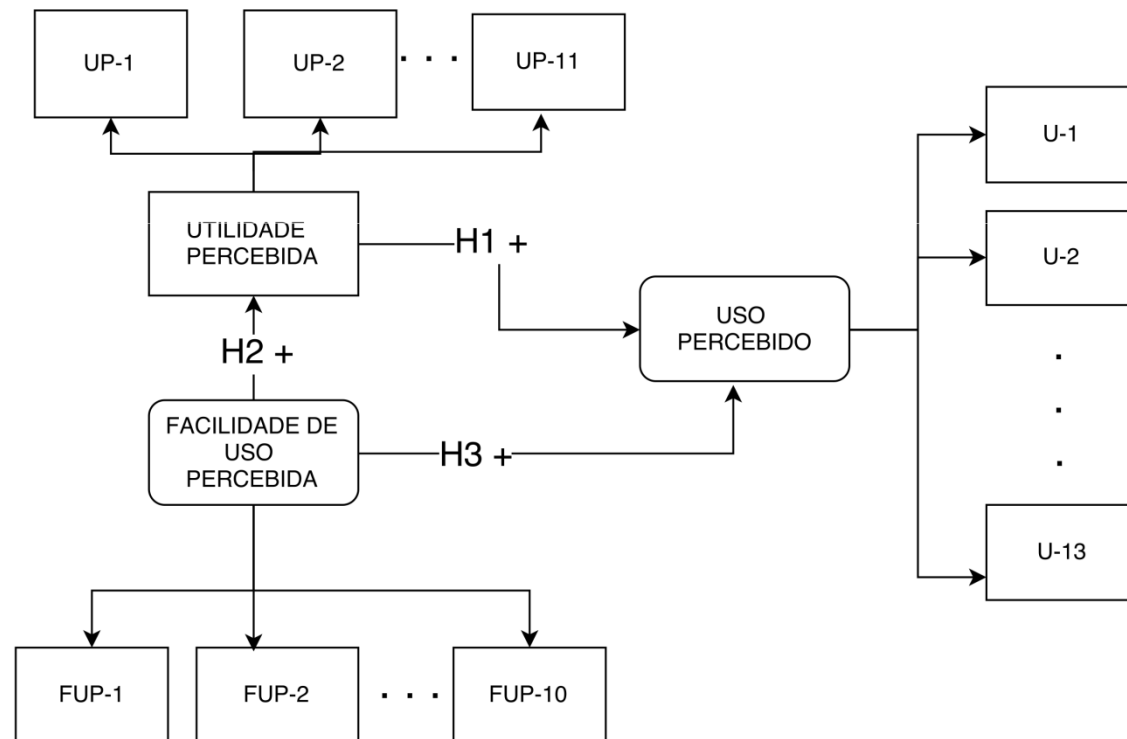 UP-1
UP-2
. . .
UP-11
U-1
UTILIDADE
PERCEBIDA
H1 +
U-2
USO
PERCEBIDO
H2 +
.
.
.
FACILIDADE DE
USO
PERCEBIDA
H3 +
U-13
FUP-1
FUP-2
. . .
FUP-10